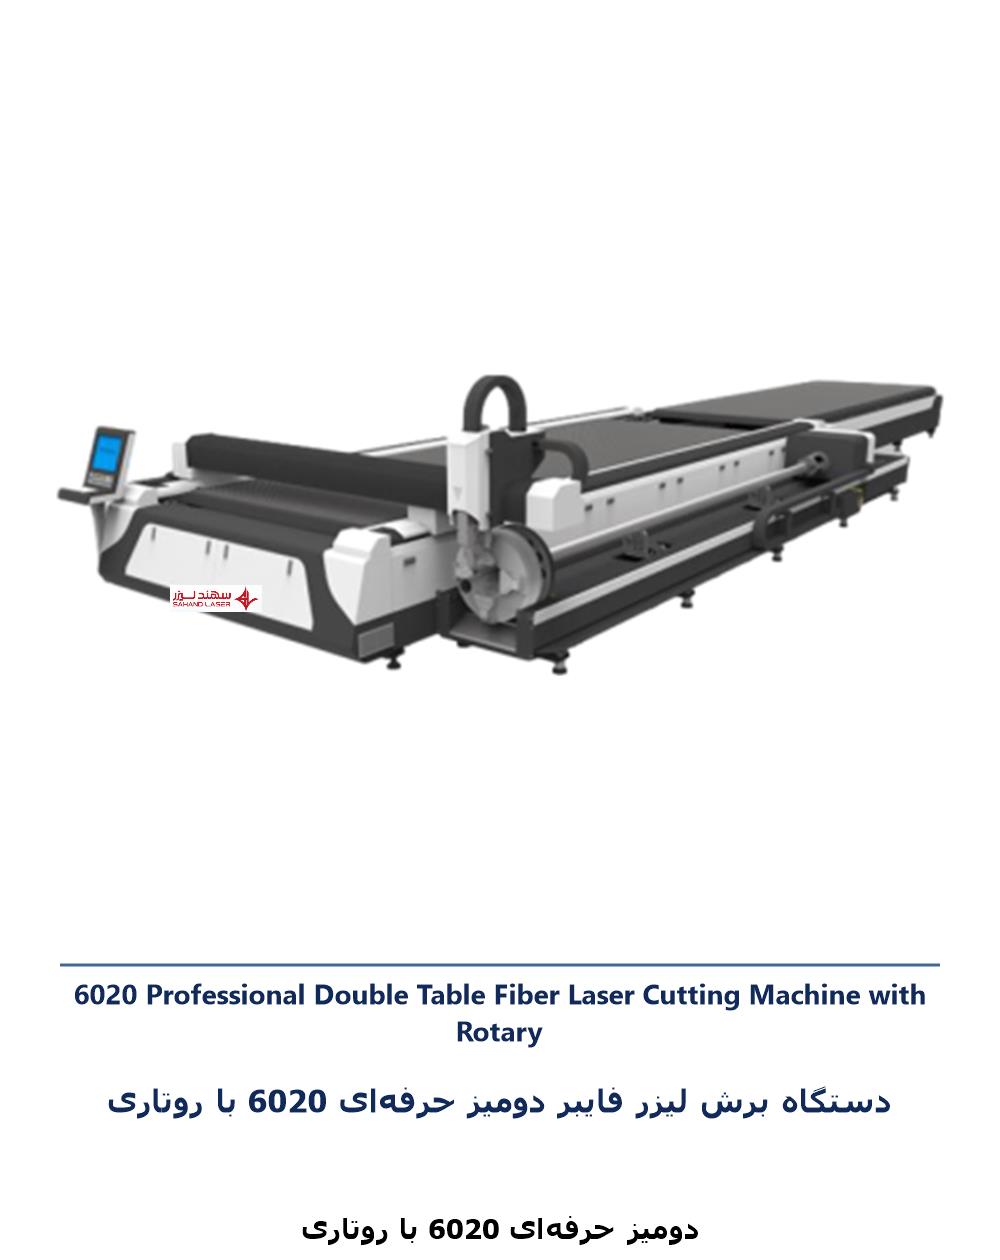 سهند لیزر
SAHAND LASER
6020 Professional Double Table Fiber Laser Cutting Machine with
Rotary
دستگاه برش لیزر فایبر دومیز حرفه‌ای 6020 با روتاری
دومیز حرفه‌ای 6020 با روتاری